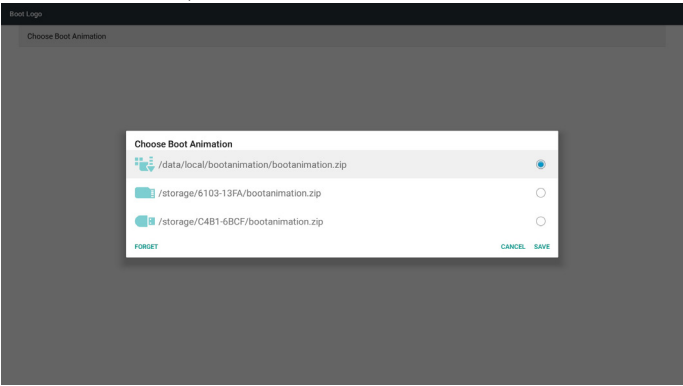 Boot Logo
Choose Boot Animation
Choose Boot Animation
/data/local/bootanimation/bootanimation.zip
/storage/6103-13FA/bootanimation.zip
/storage/C4B1-6BCF/bootanimation.zip
FORGET CANCEL SAVE